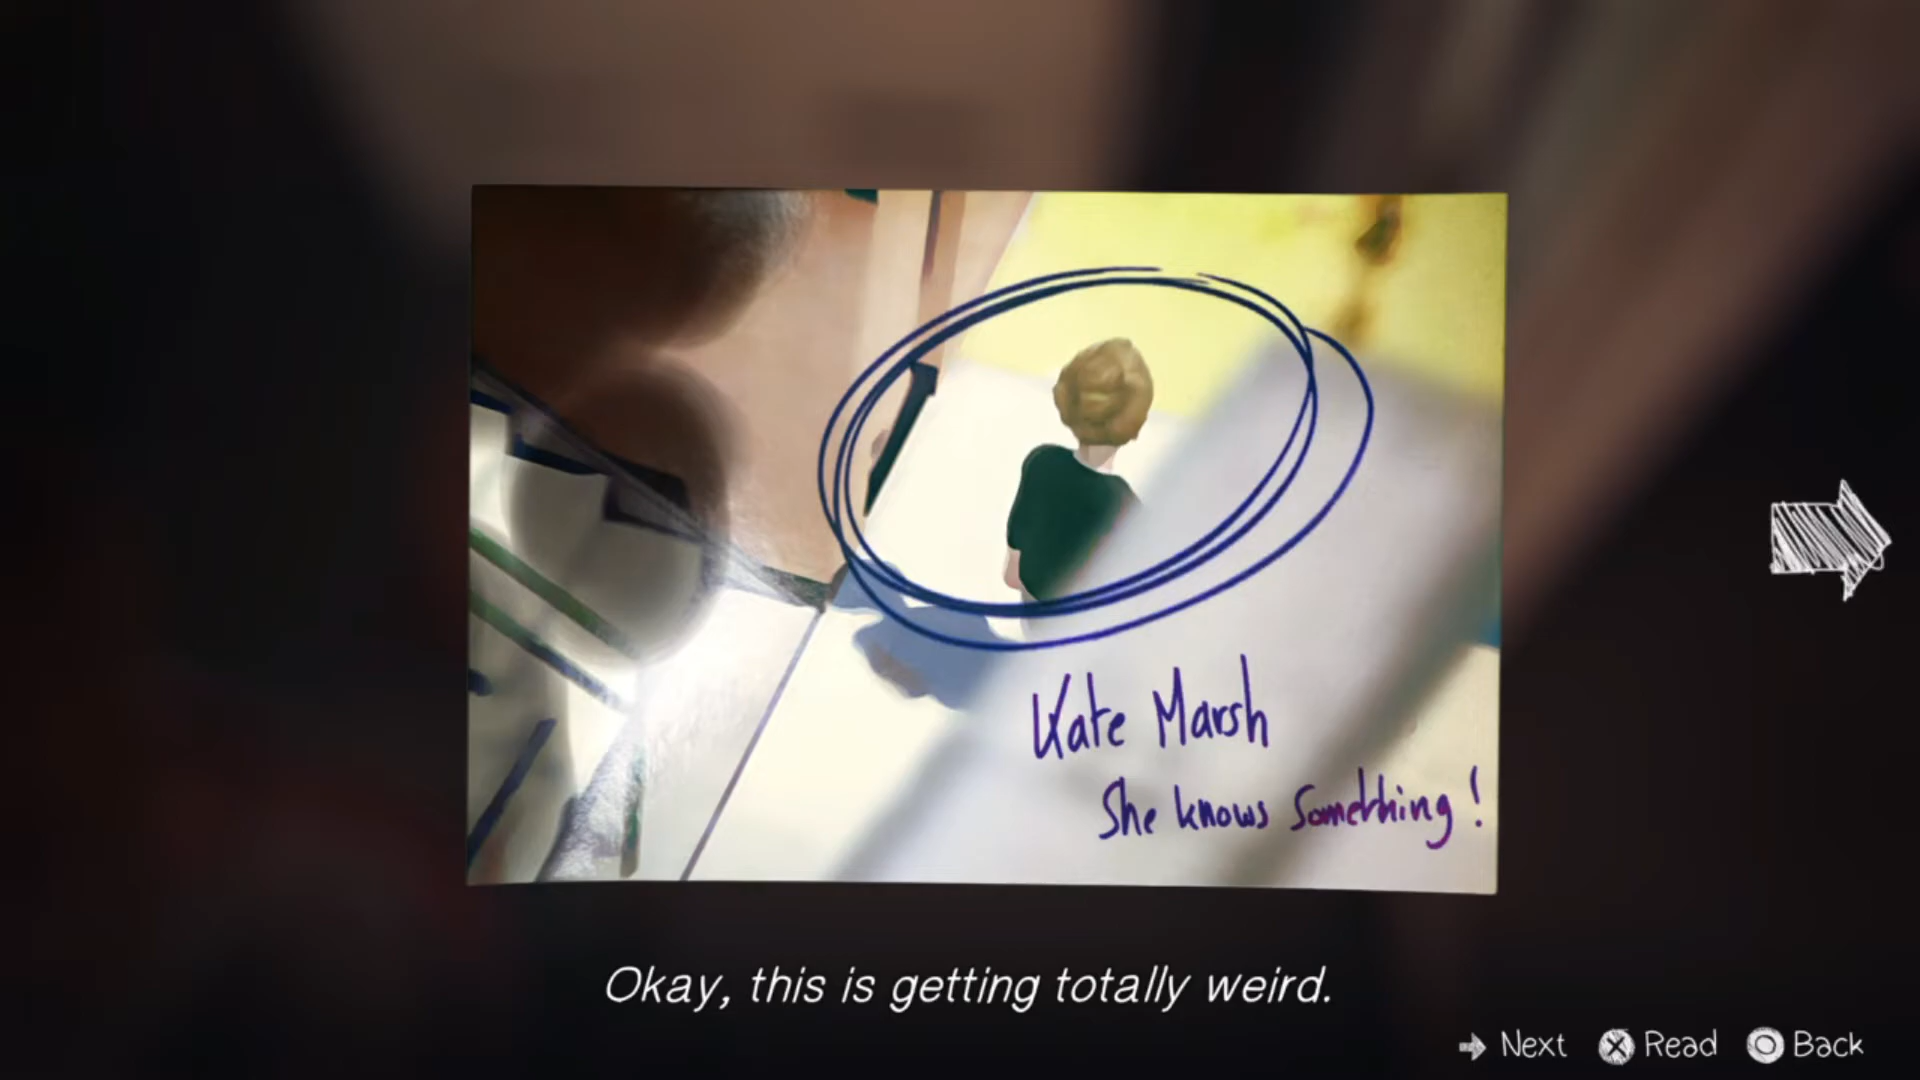 Kate Marsh
She knows Something!
Okay, this is getting totally weird.
Next Read Back